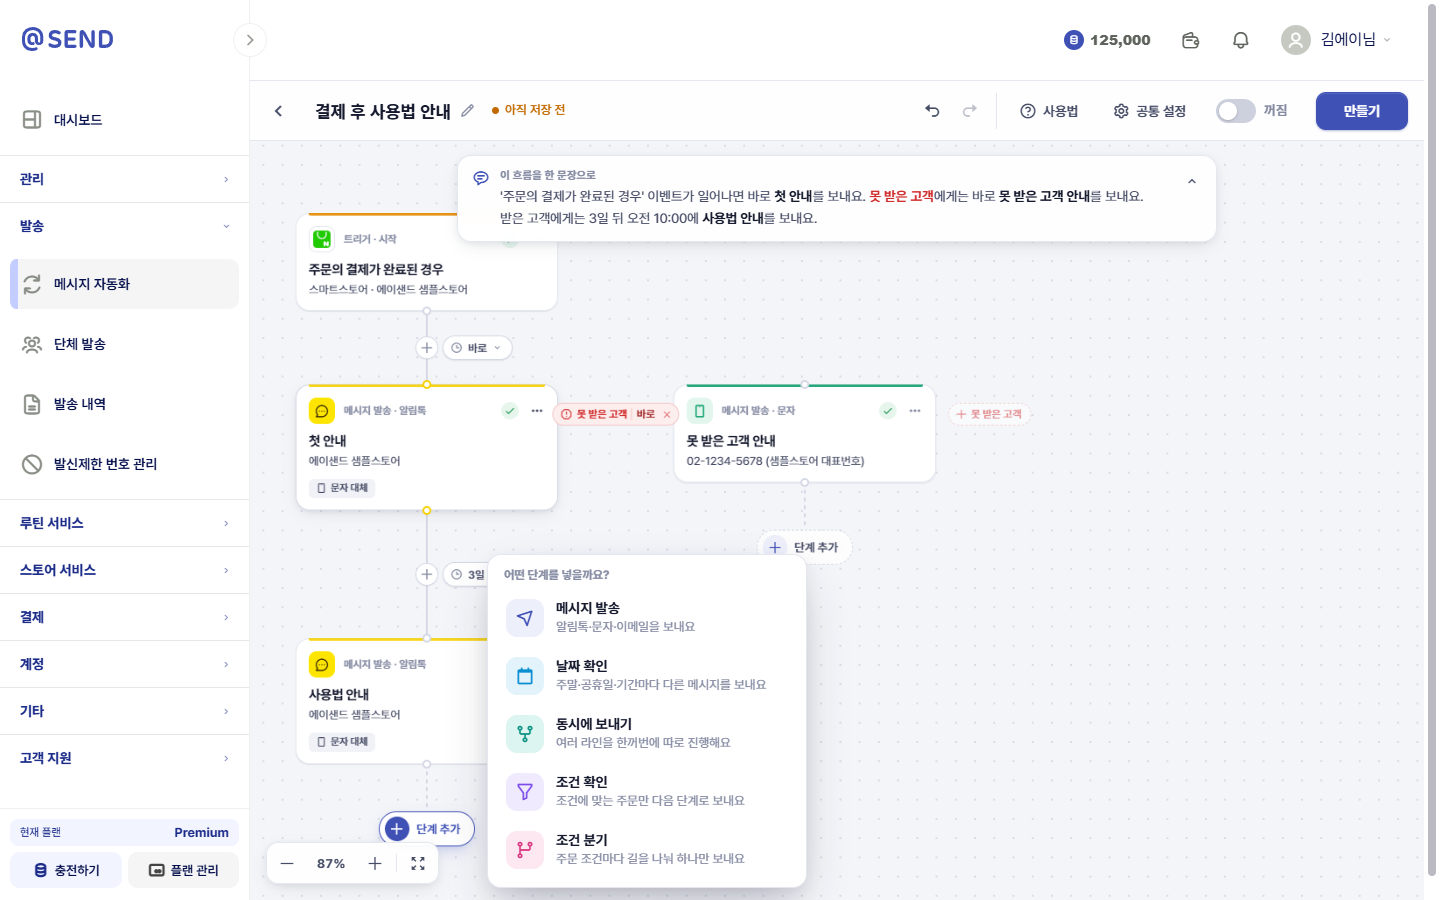 @SEND
125,000
김에이님
대시보드
관리
발송
메시지 자동화
단체 발송
발송 내역
발신제한 번호 관리
루틴 서비스
스토어 서비스
결제
계정
기타
고객 지원
현재 플랜
Premium
충전하기
플랜 관리
결제 후 사용법 안내
아직 저장 전
사용법
공통 설정
꺼짐
만들기
이 흐름을 한 문장으로
'주문의 결제가 완료된 경우' 이벤트가 일어나면 바로 첫 안내를 보내요. 못 받은 고객에게는 바로 못 받은 고객 안내를 보내요.
받은 고객에게는 3일 뒤 오전 10:00에 사용법 안내를 보내요.
트리거 · 시작
주문의 결제가 완료된 경우
스마트스토어 · 에이샌드 샘플스토어
바로
메시지 발송 · 알림톡
첫 안내
에이샌드 샘플스토어
문자 대체
못 받은 고객
바로
메시지 발송 · 문자
못 받은 고객 안내
02-1234-5678 (샘플스토어 대표번호)
못 받은 고객
단계 추가
3일
메시지 발송 · 알림톡
사용법 안내
에이샌드 샘플스토어
문자 대체
단계 추가
87%
어떤 단계를 넣을까요?
메시지 발송
알림톡·문자·이메일을 보내요
날짜 확인
주말·공휴일·기간마다 다른 메시지를 보내요
동시에 보내기
여러 라인을 한꺼번에 따로 진행해요
조건 확인
조건에 맞는 주문만 다음 단계로 보내요
조건 분기
주문 조건마다 길을 나눠 하나만 보내요